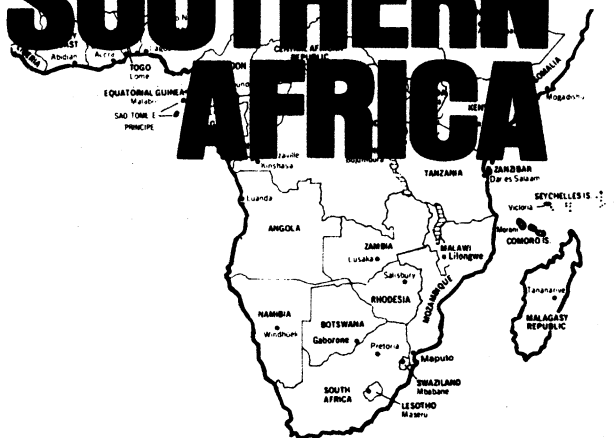 SOUTHERN
AFRICA
Abidjan
Accra
TOGO
Lome
EQUATORIAL GUINEA
Malabo
SAO TOME E
PRINCIPE
SOMALIA
Mogadishu
Kinshasa
TANZANIA
ZANZIBAR
Dar es Salaam
SEYCHELLES IS.
Victoria
Luanda
ANGOLA
Moroni
COMORO IS.
ZAMBIA
Lusaka
MALAWI
Lilongwe
Salisbury
RHODESIA
MOZAMBIQUE
Tananarive
MALAGASY
REPUBLIC
NAMIBIA
Windhoek
BOTSWANA
Gaborone
Pretoria
Maputo
SWAZILAND
Mbabane
SOUTH
AFRICA
LESOTHO
Maseru